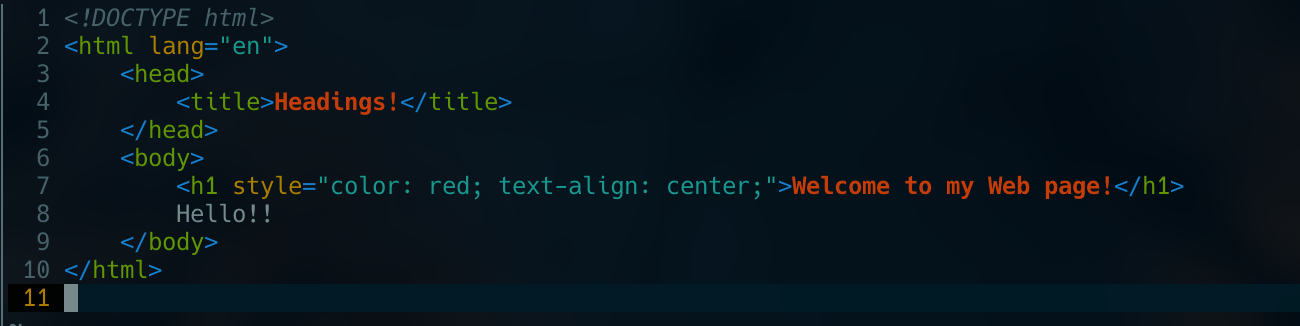 1 <!DOCTYPE html>
2 <html lang="en">
3     <head>
4         <title>Headings!</title>
5     </head>
6     <body>
7         <h1 style="color: red; text-align: center;">Welcome to my Web page!</h1>
8         Hello!!
9     </body>
10 </html>
11